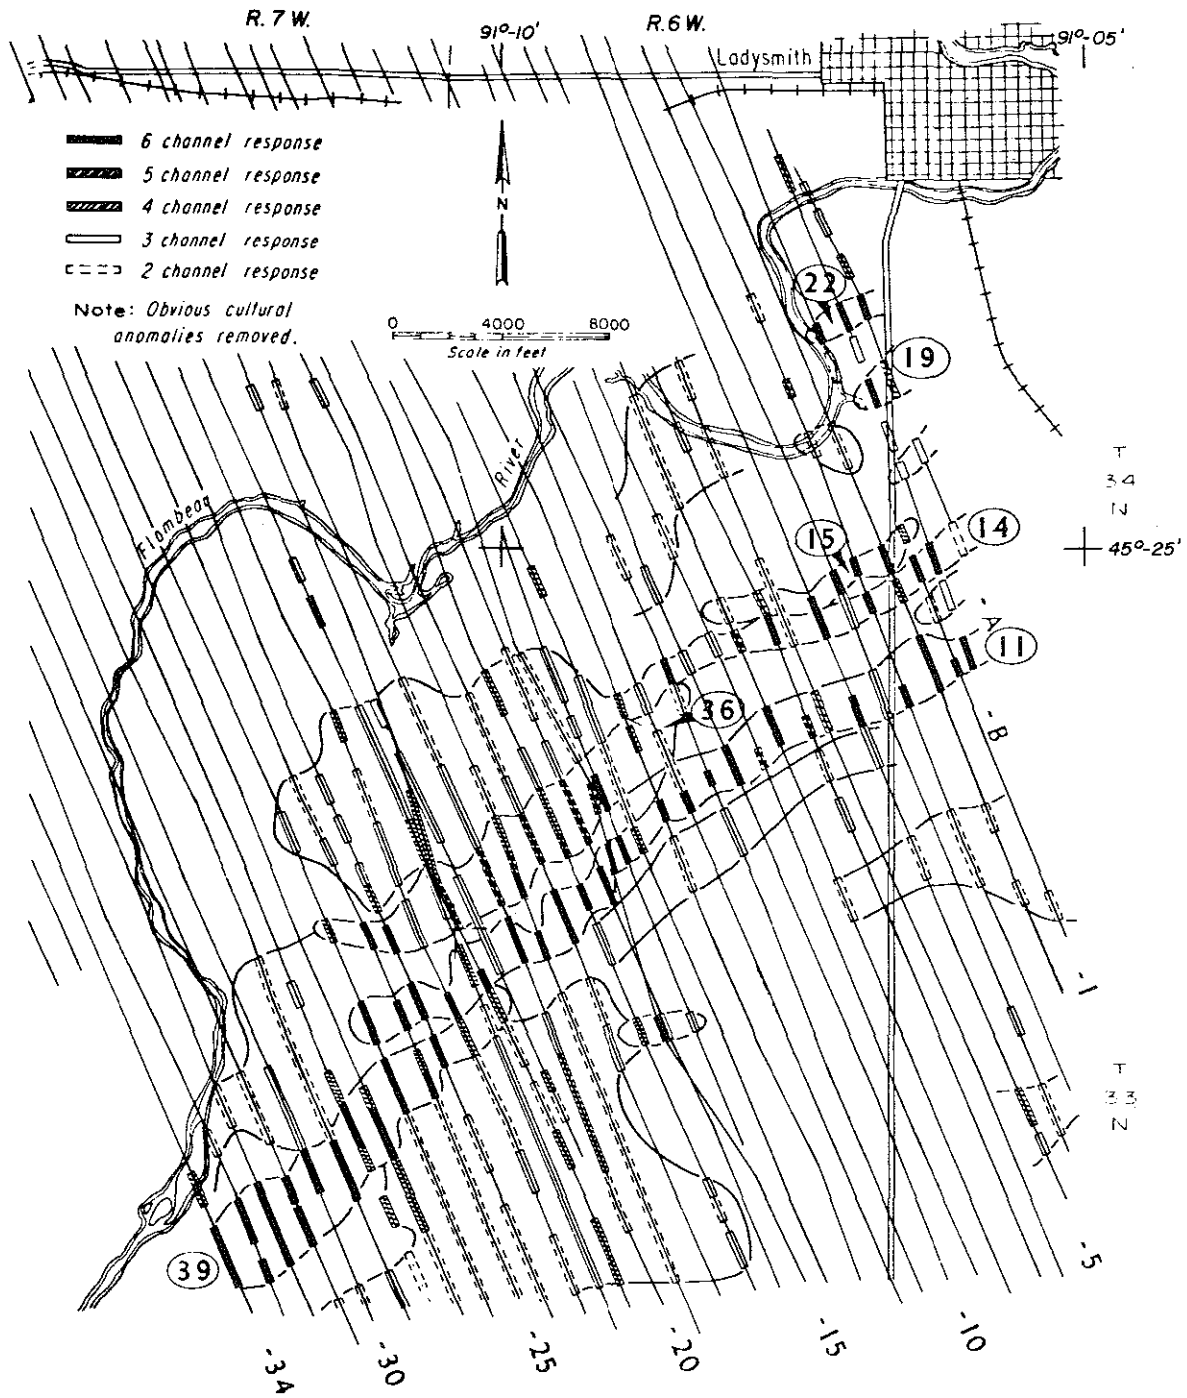 R. 7 W.
91°-10'
R. 6 W.
91°-05'
Ladysmith
6 channel response
5 channel response
4 channel response
3 channel response
2 channel response
Note: Obvious cultural
anomalies removed.
N
0 4000 8000
Scale in feet
22
19
T
34
N
Flambeau
River
15
14
45°-25'
-A
11
36
-B
-1
T
33
N
39
-5
-34
-30
-25
-20
-15
-10